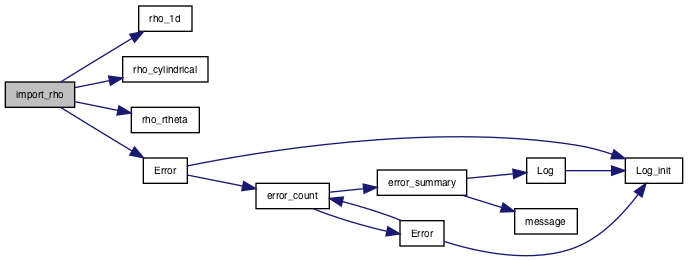 rho_1d
rho_cylindrical
import_rho
rho_rtheta
Error
Log
Log_init
error_summary
error_count
message
Error